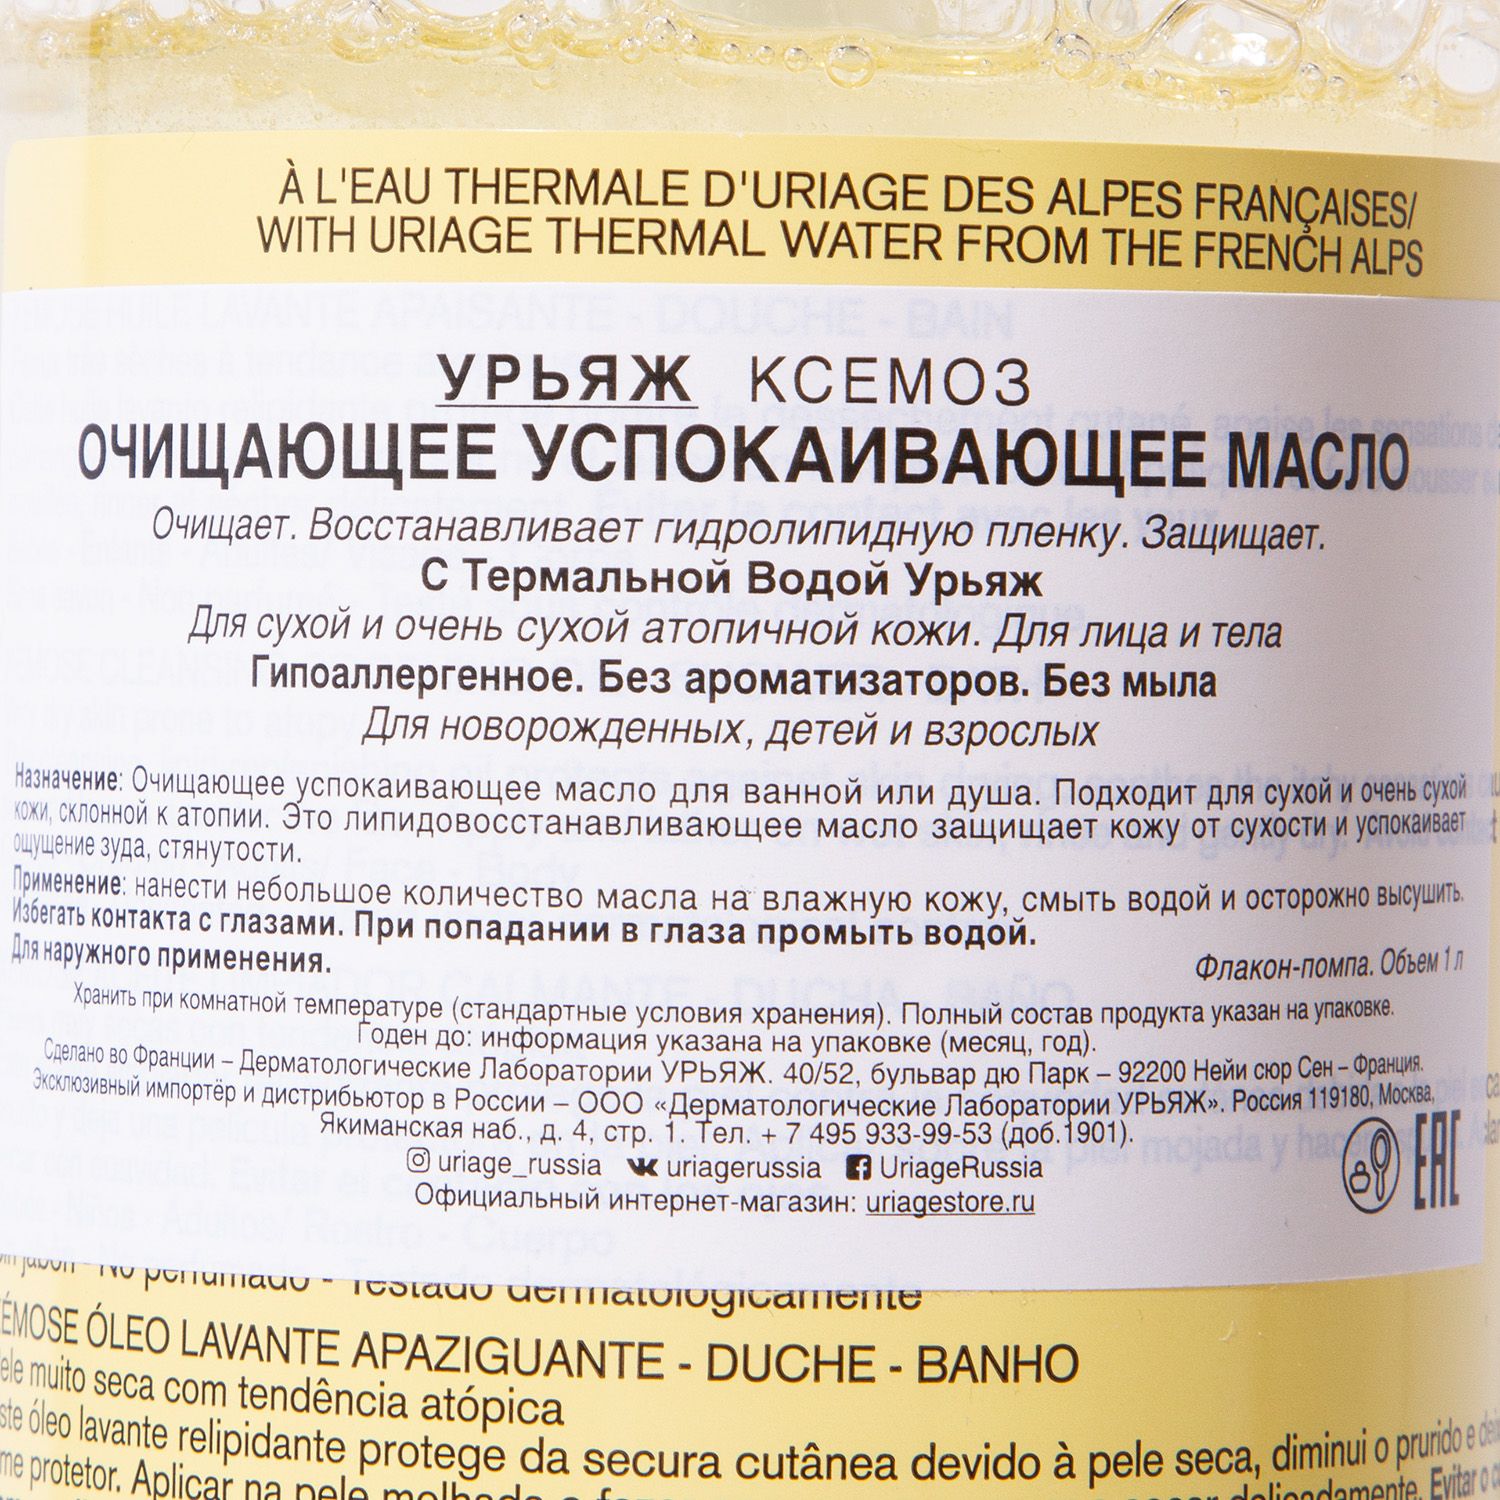 À L'EAU THERMALE D'URIAGE DES ALPES FRANÇAISES/
WITH URIAGE THERMAL WATER FROM THE FRENCH ALPS
УРЬЯЖ КСЕМОЗ
ОЧИЩАЮЩЕЕ УСПОКАИВАЮЩЕЕ МАСЛО
Очищает. Восстанавливает гидролипидную пленку. Защищает.
С Термальной Водой Урьяж
Для сухой и очень сухой атопичной кожи. Для лица и тела
Гипоаллергенное. Без ароматизаторов. Без мыла
Для новорожденных, детей и взрослых
Назначение: Очищающее успокаивающее масло для ванной или душа. Подходит для сухой и очень сухой
кожи, склонной к атопии. Это липидовосстанавливающее масло защищает кожу от сухости и успокаивает
ощущение зуда, стянутости.
Применение: нанести небольшое количество масла на влажную кожу, смыть водой и осторожно высушить.
Избегать контакта с глазами. При попадании в глаза промыть водой.
Для наружного применения.
Флакон-помпа. Объем 1 л
Хранить при комнатной температуре (стандартные условия хранения). Полный состав продукта указан на упаковке.
Годен до: информация указана на упаковке (месяц, год).
Сделано во Франции – Дерматологические Лаборатории УРЬЯЖ. 40/52, бульвар дю Парк – 92200 Нейи сюр Сен – Франция.
Эксклюзивный импортёр и дистрибьютор в России – ООО «Дерматологические Лаборатории УРЬЯЖ». Россия 119180, Москва,
Якиманская наб., д. 4, стр. 1. Тел. + 7 495 933-99-53 (доб.1901).
uriage_russia uriagerussia UriageRussia
Официальный интернет-магазин: uriagestore.ru
EAC
jabón - No perfumado - Testado dermatológicamente
ÓLEO LAVANTE APAZIGUANTE - DUCHE - BANHO
muito seca com tendência atópica
óleo lavante relipidante protege da secura cutânea devido à pele seca, diminui o prurido e
protetor. Aplicar na pele molhada